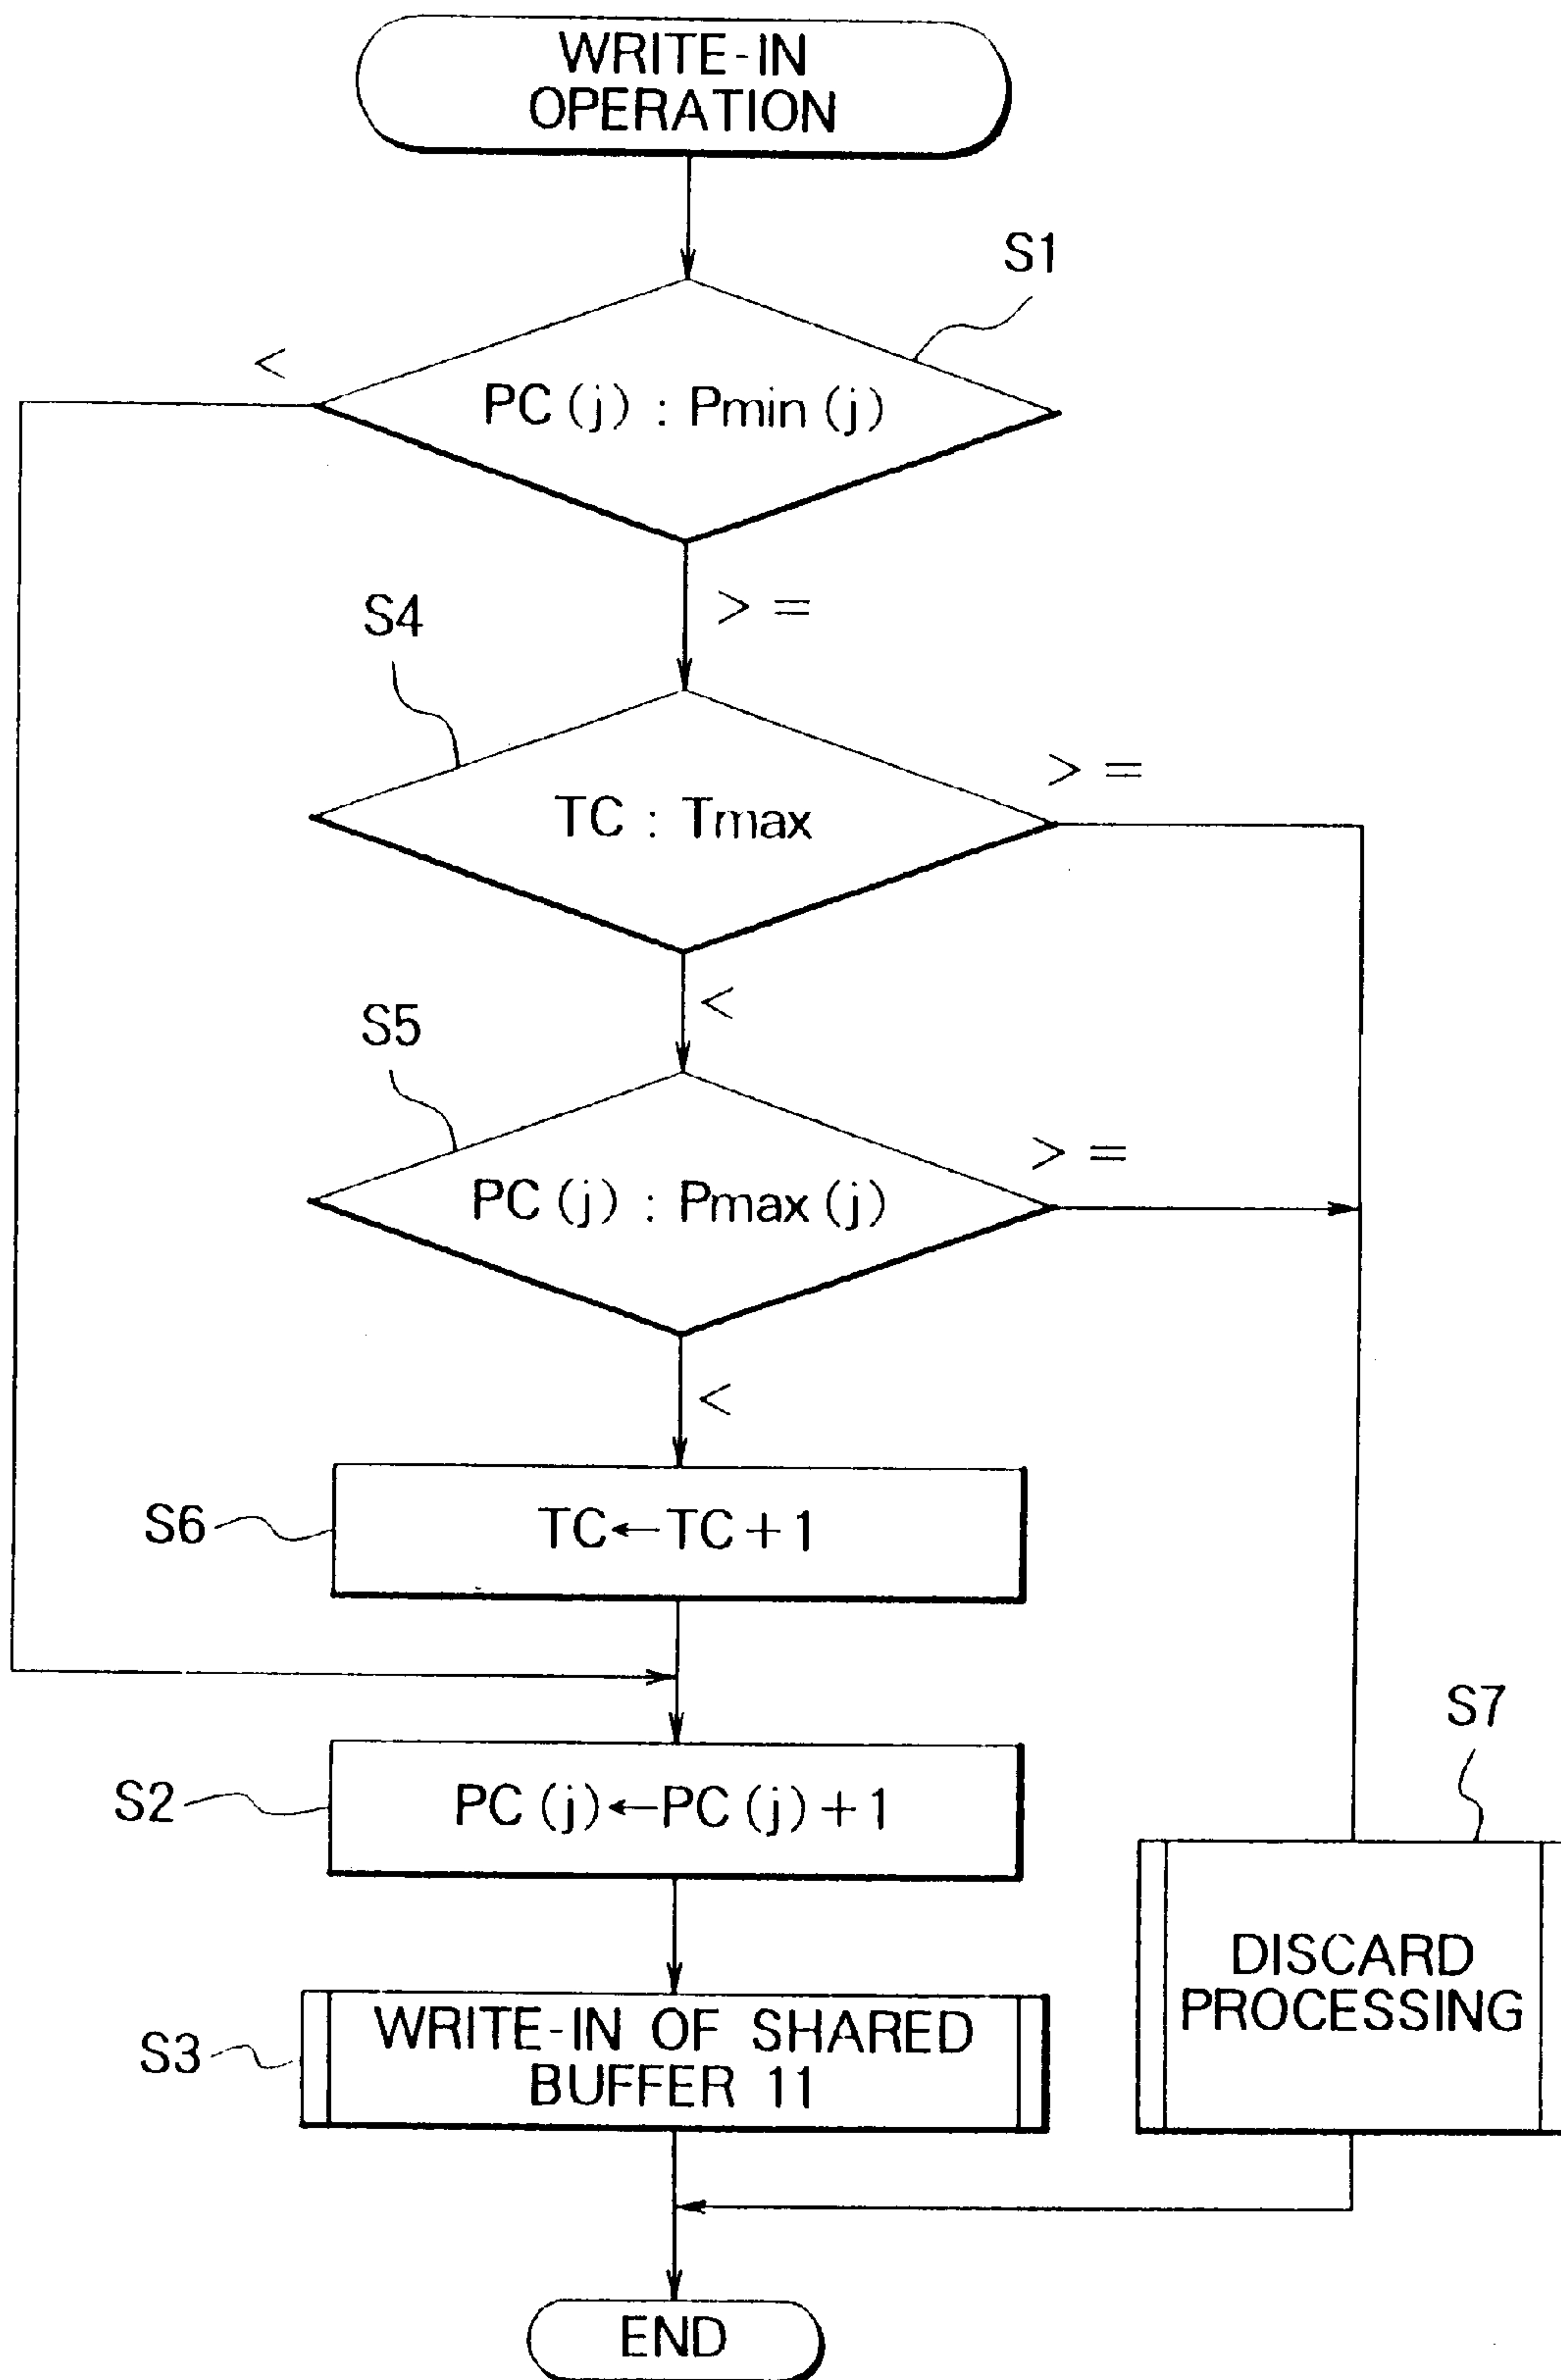 WRITE-IN
OPERATION
S1
<
PC (j) : Pmin (j)
>=
S4
>=
TC : Tmax
<
S5
>=
PC (j) : Pmax (j)
<
S6
TC←TC+1
S7
S2
PC (j)←PC (j)+1
DISCARD
PROCESSING
S3
WRITE-IN OF SHARED
BUFFER 11
END